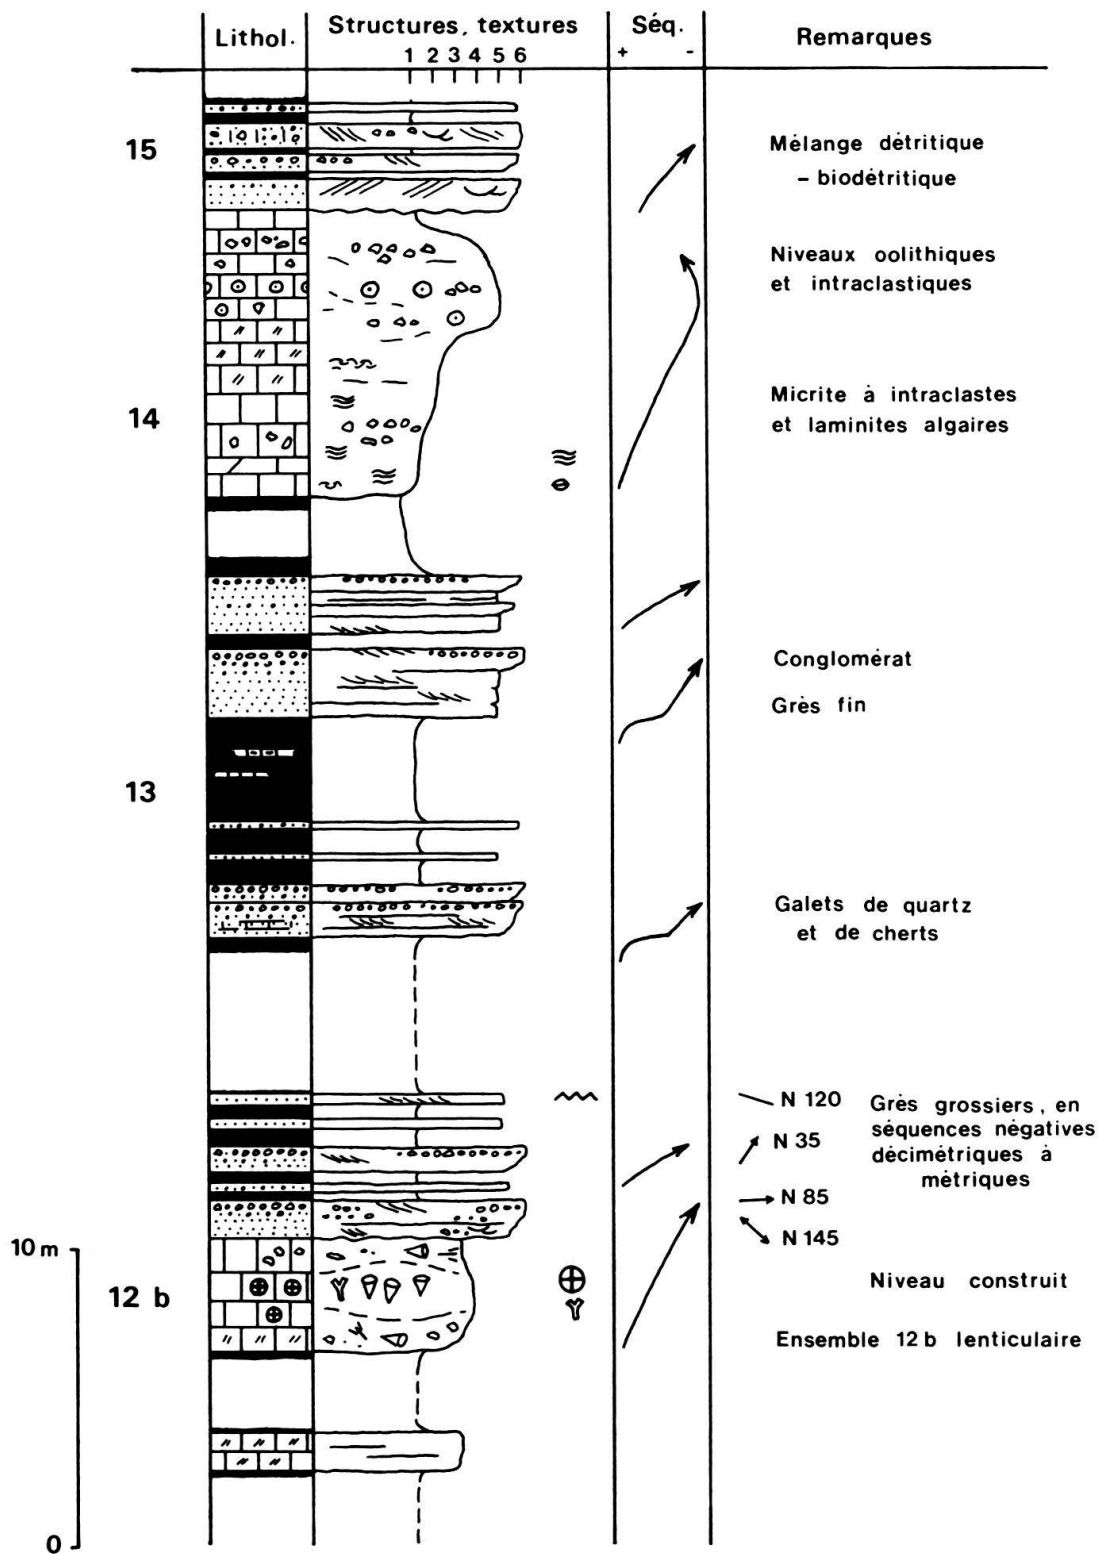 Lithol.
Structures, textures
1 2 3 4 5 6
Séq.
+ -
Remarques
15
Mélange détritique
- biodétritique
Niveaux oolithiques
et intraclastiques
14
Micrite à intraclastes
et laminites algaires
Conglomérat
Grès fin
13
Galets de quartz
et de cherts
N 120
N 35
N 85
N 145
Grès grossiers, en
séquences négatives
décimétriques à
métriques
10 m
12 b
Niveau construit
Ensemble 12 b lenticulaire
0